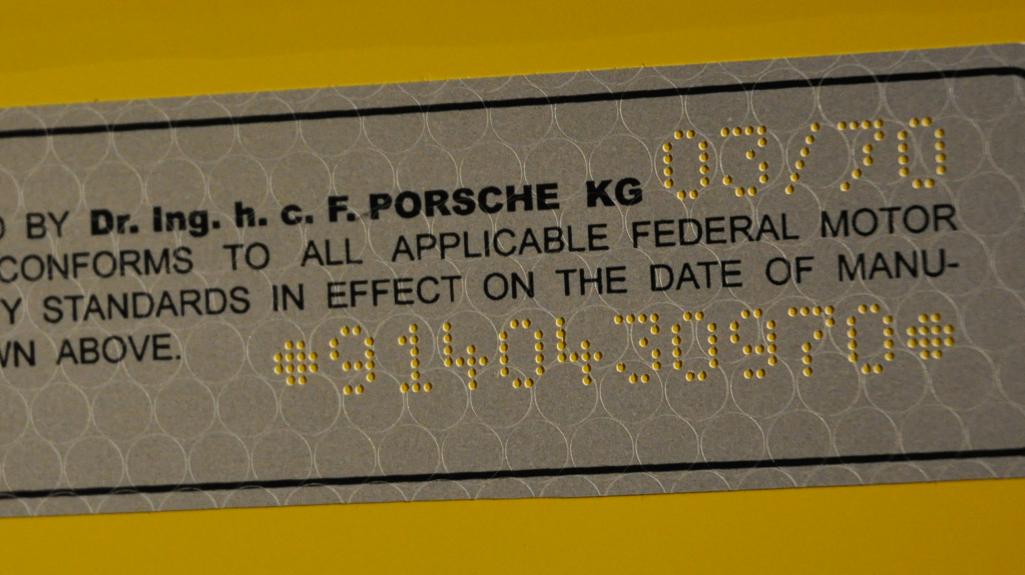 03/70
D BY Dr. Ing. h. c. F. PORSCHE KG
CONFORMS TO ALL APPLICABLE FEDERAL MOTOR
Y STANDARDS IN EFFECT ON THE DATE OF MANU-
WN ABOVE.
*9140430970*